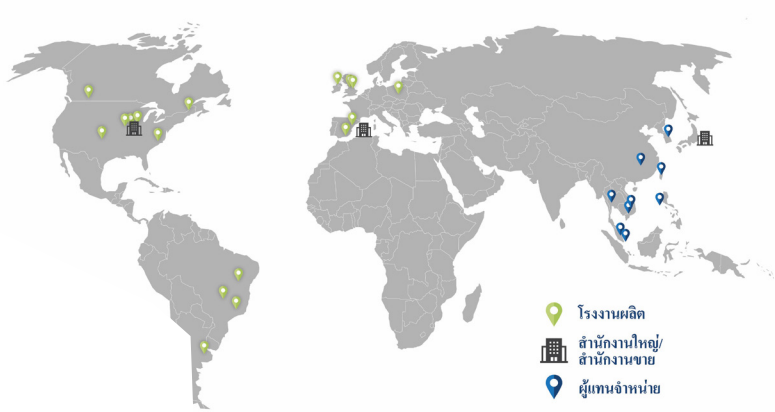 โรงงานผลิต
สำนักงานใหญ่/
สำนักงานขาย
ผู้แทนจำหน่าย